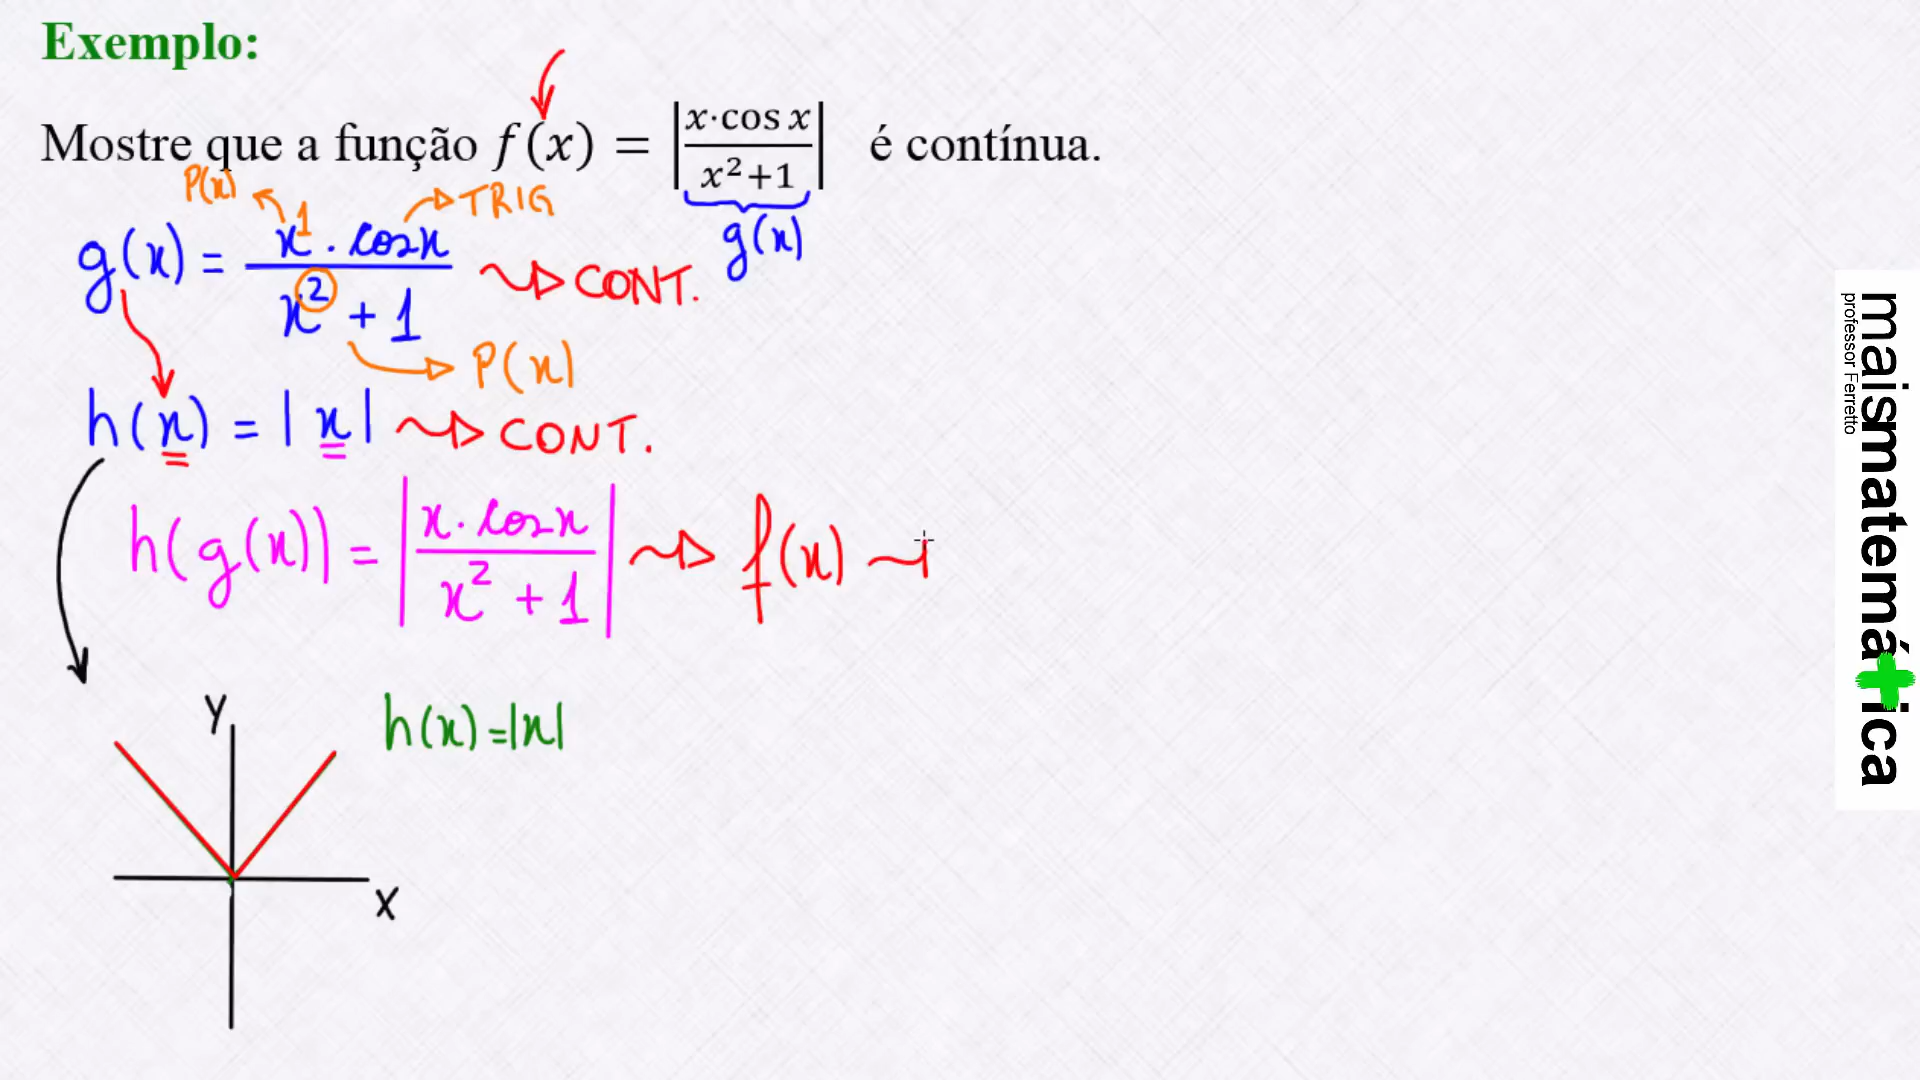 Exemplo:
Mostre que a função f(x) = |x·cos x / x²+1| é contínua.
P(x)
TRIG
g(x)
g(x) = x¹ · cos x / x² + 1 CONT.
P(x)
h(x) = |x| CONT.
h(g(x)) = |x · cos x / x² + 1| f(x)
y
h(x) = |x|
x
maismatemática
professor Ferretto